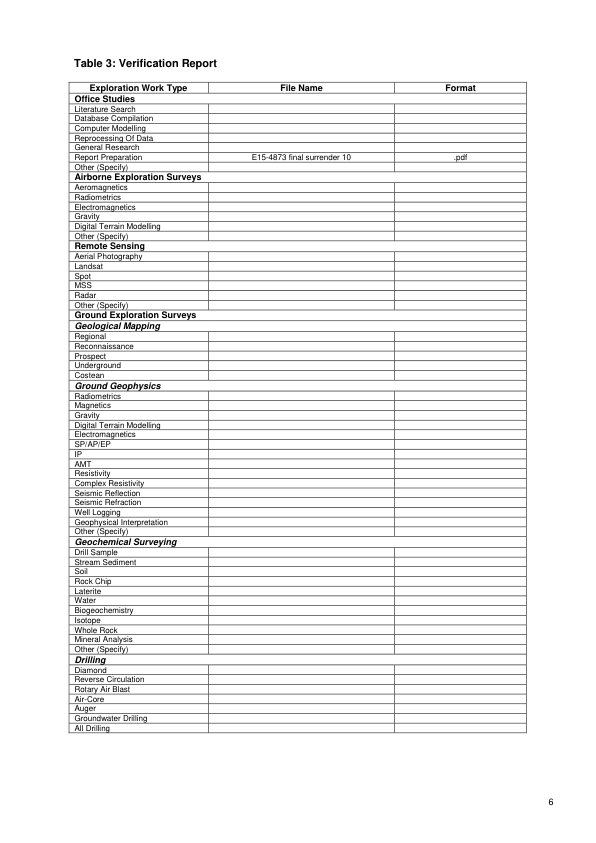 Table 3: Verification Report
Exploration Work Type File Name Format
Office Studies
Literature Search
Database Compilation
Computer Modelling
Reprocessing Of Data
General Research
Report Preparation E15-4873 final surrender 10 .pdf
Other (Specify)
Airborne Exploration Surveys
Aeromagnetics
Radiometrics
Electromagnetics
Gravity
Digital Terrain Modelling
Other (Specify)
Remote Sensing
Aerial Photography
Landsat
Spot
MSS
Radar
Other (Specify)
Ground Exploration Surveys
Geological Mapping
Regional
Reconnaissance
Prospect
Underground
Costean
Ground Geophysics
Radiometrics
Magnetics
Gravity
Digital Terrain Modelling
Electromagnetics
SP/AP/EP
IP
AMT
Resistivity
Complex Resistivity
Seismic Reflection
Seismic Refraction
Well Logging
Geophysical Interpretation
Other (Specify)
Geochemical Surveying
Drill Sample
Stream Sediment
Soil
Rock Chip
Laterite
Water
Biogeochemistry
Isotope
Whole Rock
Mineral Analysis
Other (Specify)
Drilling
Diamond
Reverse Circulation
Rotary Air Blast
Air-Core
Auger
Groundwater Drilling
All Drilling
6